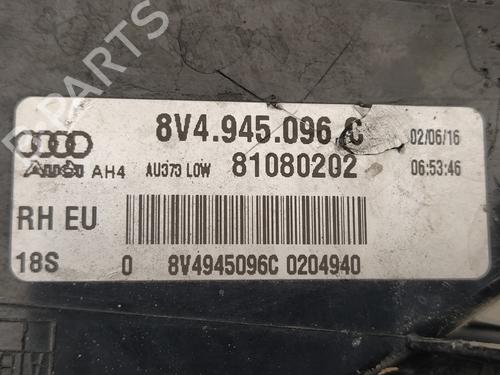 8V4.945.096 C 02/06/16
Audi AH4 AU373 LOW 81080202 06:53:46
RH EU
18S 0 8V4945096C 0204940
PARTS